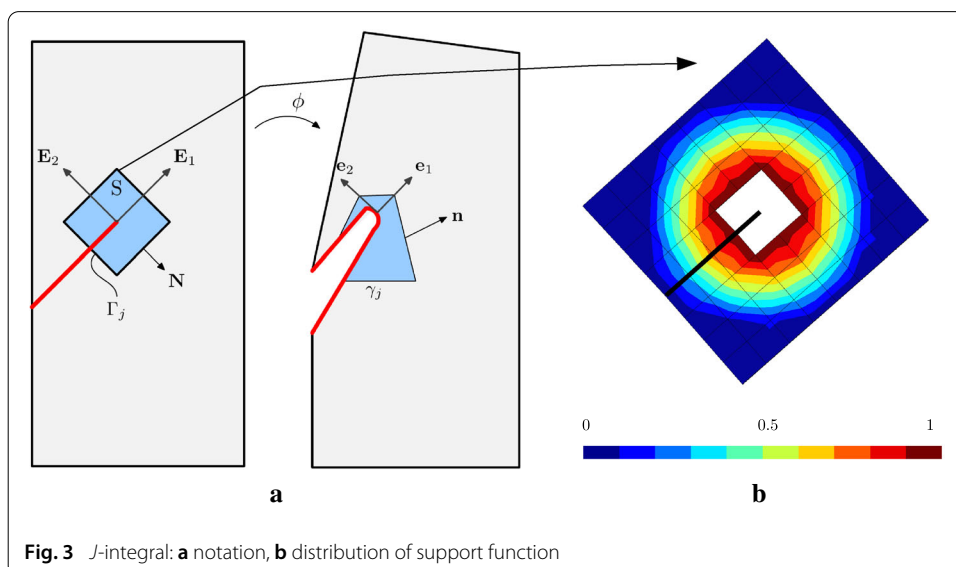 ϕ
E₂
E₁
S
N
Γⱼ
e₂
e₁
n
γⱼ
0 0.5 1
a b
Fig. 3 J-integral: a notation, b distribution of support function